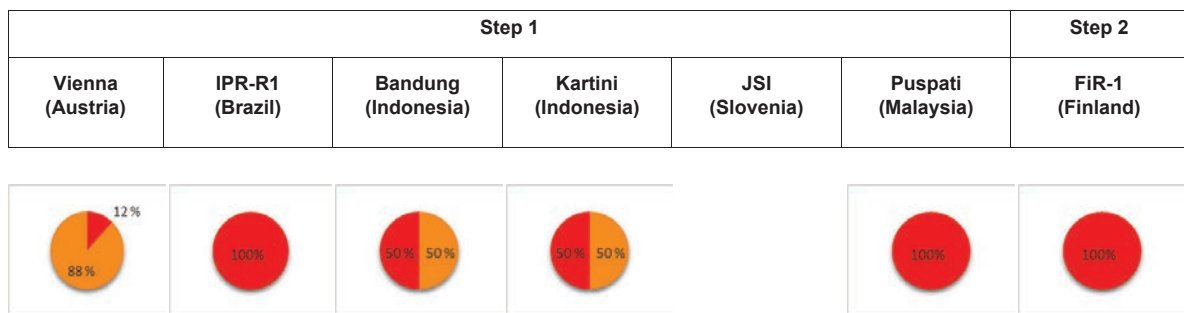 Step 1 Step 2
Vienna IPR-R1 Bandung Kartini JSI Puspati FiR-1
(Austria) (Brazil) (Indonesia) (Indonesia) (Slovenia) (Malaysia) (Finland)
12%
100% 50% 50% 50% 50% 100% 100%
88%